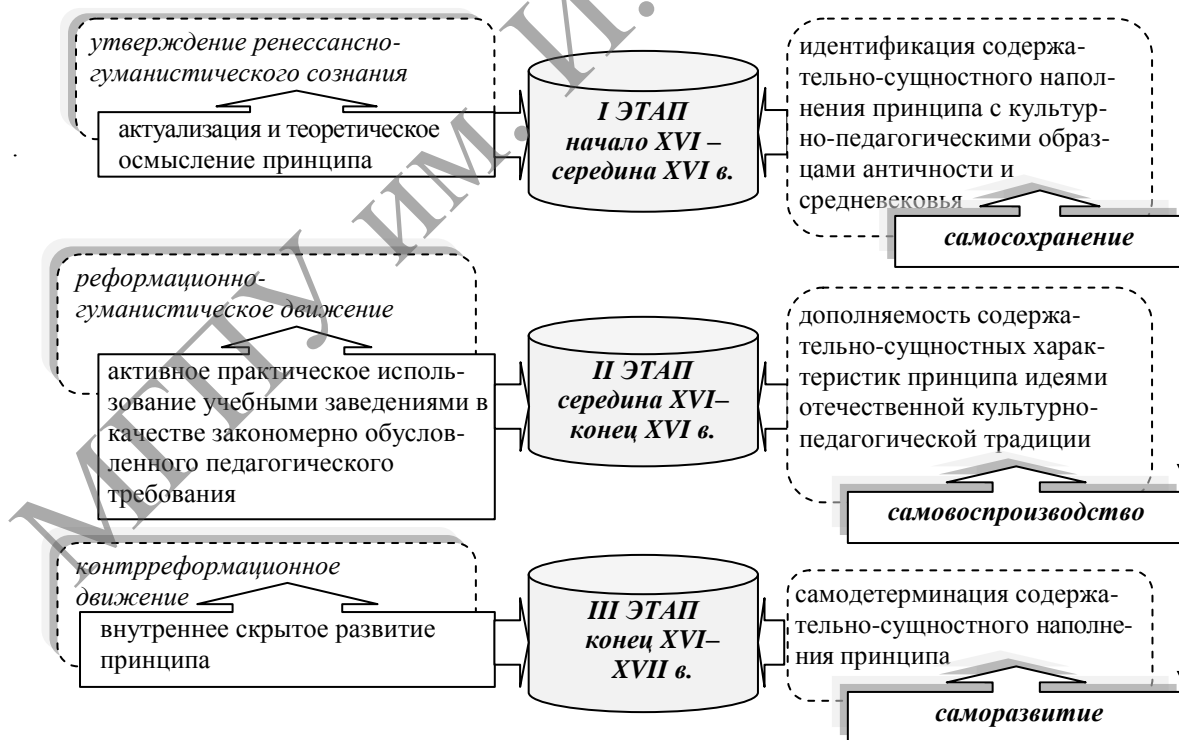 утверждение ренессансно-
гуманистического сознания
актуализация и теоретическое
осмысление принципа
I ЭТАП
начало XVI –
середина XVI в.
идентификация содержа-
тельно-сущностного напол-
нения принципа с культур-
но-педагогическими образ-
цами античности и
средневековья
самосохранение
реформационно-
гуманистическое движение
активное практическое исполь-
зование учебными заведениями в
качестве закономерно обуслов-
ленного педагогического
требования
II ЭТАП
середина XVI–
конец XVI в.
дополняемость содержа-
тельно-сущностных харак-
теристик принципа идеями
отечественной культурно-
педагогической традиции
самовоспроизводство
контрреформационное
движение
внутреннее скрытое развитие
принципа
III ЭТАП
конец XVI–
XVII в.
самодетерминация содержа-
тельно-сущностного наполне-
ния принципа
саморазвитие
МГПУ им. И.